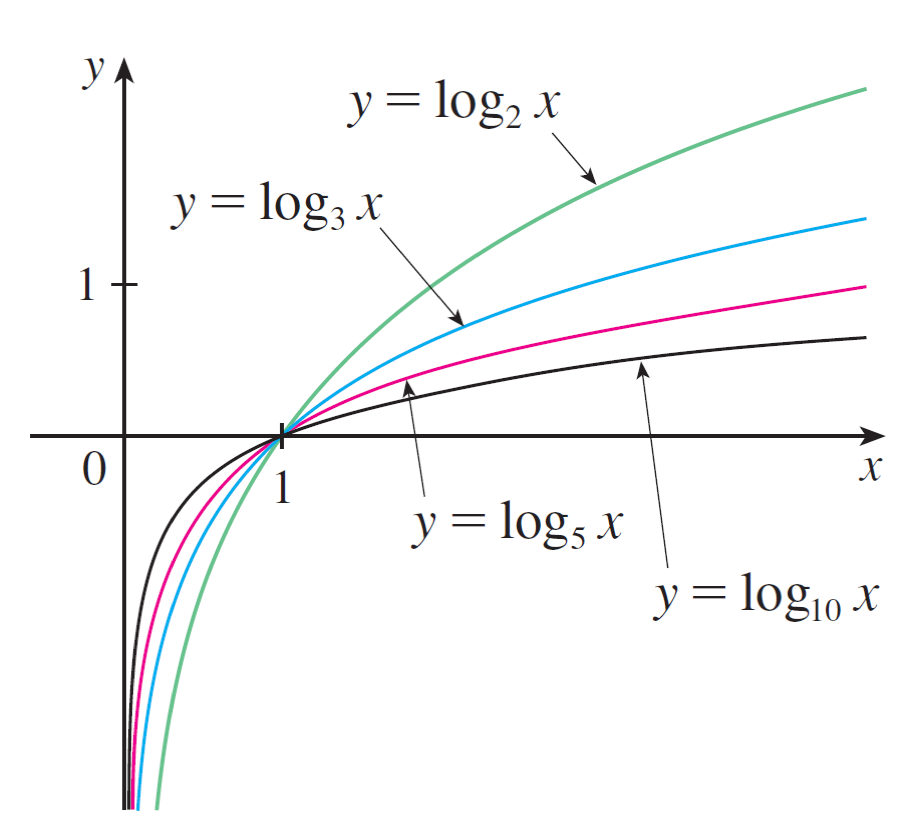 y
y = log₂ x
y = log₃ x
1
0
1
x
y = log₅ x
y = log₁₀ x